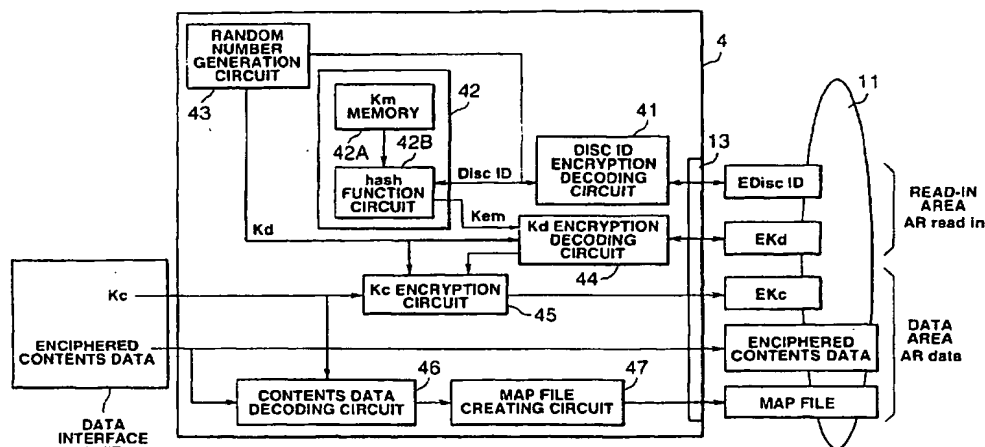 RANDOM
NUMBER
GENERATION
CIRCUIT
43
Km
MEMORY
42
42A
42B
hash
FUNCTION
CIRCUIT
Disc ID
41
DISC ID
ENCRYPTION
DECODING
CIRCUIT
13
4
11
EDisc ID
READ-IN
AREA
AR read in
Kd
Kem
Kd ENCRYPTION
DECODING
CIRCUIT
44
EKd
Kc
Kc ENCRYPTION
CIRCUIT
45
EKc
ENCIPHERED
CONTENTS DATA
ENCIPHERED
CONTENTS DATA
DATA
AREA
AR data
CONTENTS DATA
DECODING CIRCUIT
46
MAP FILE
CREATING CIRCUIT
47
MAP FILE
DATA
INTERFACE